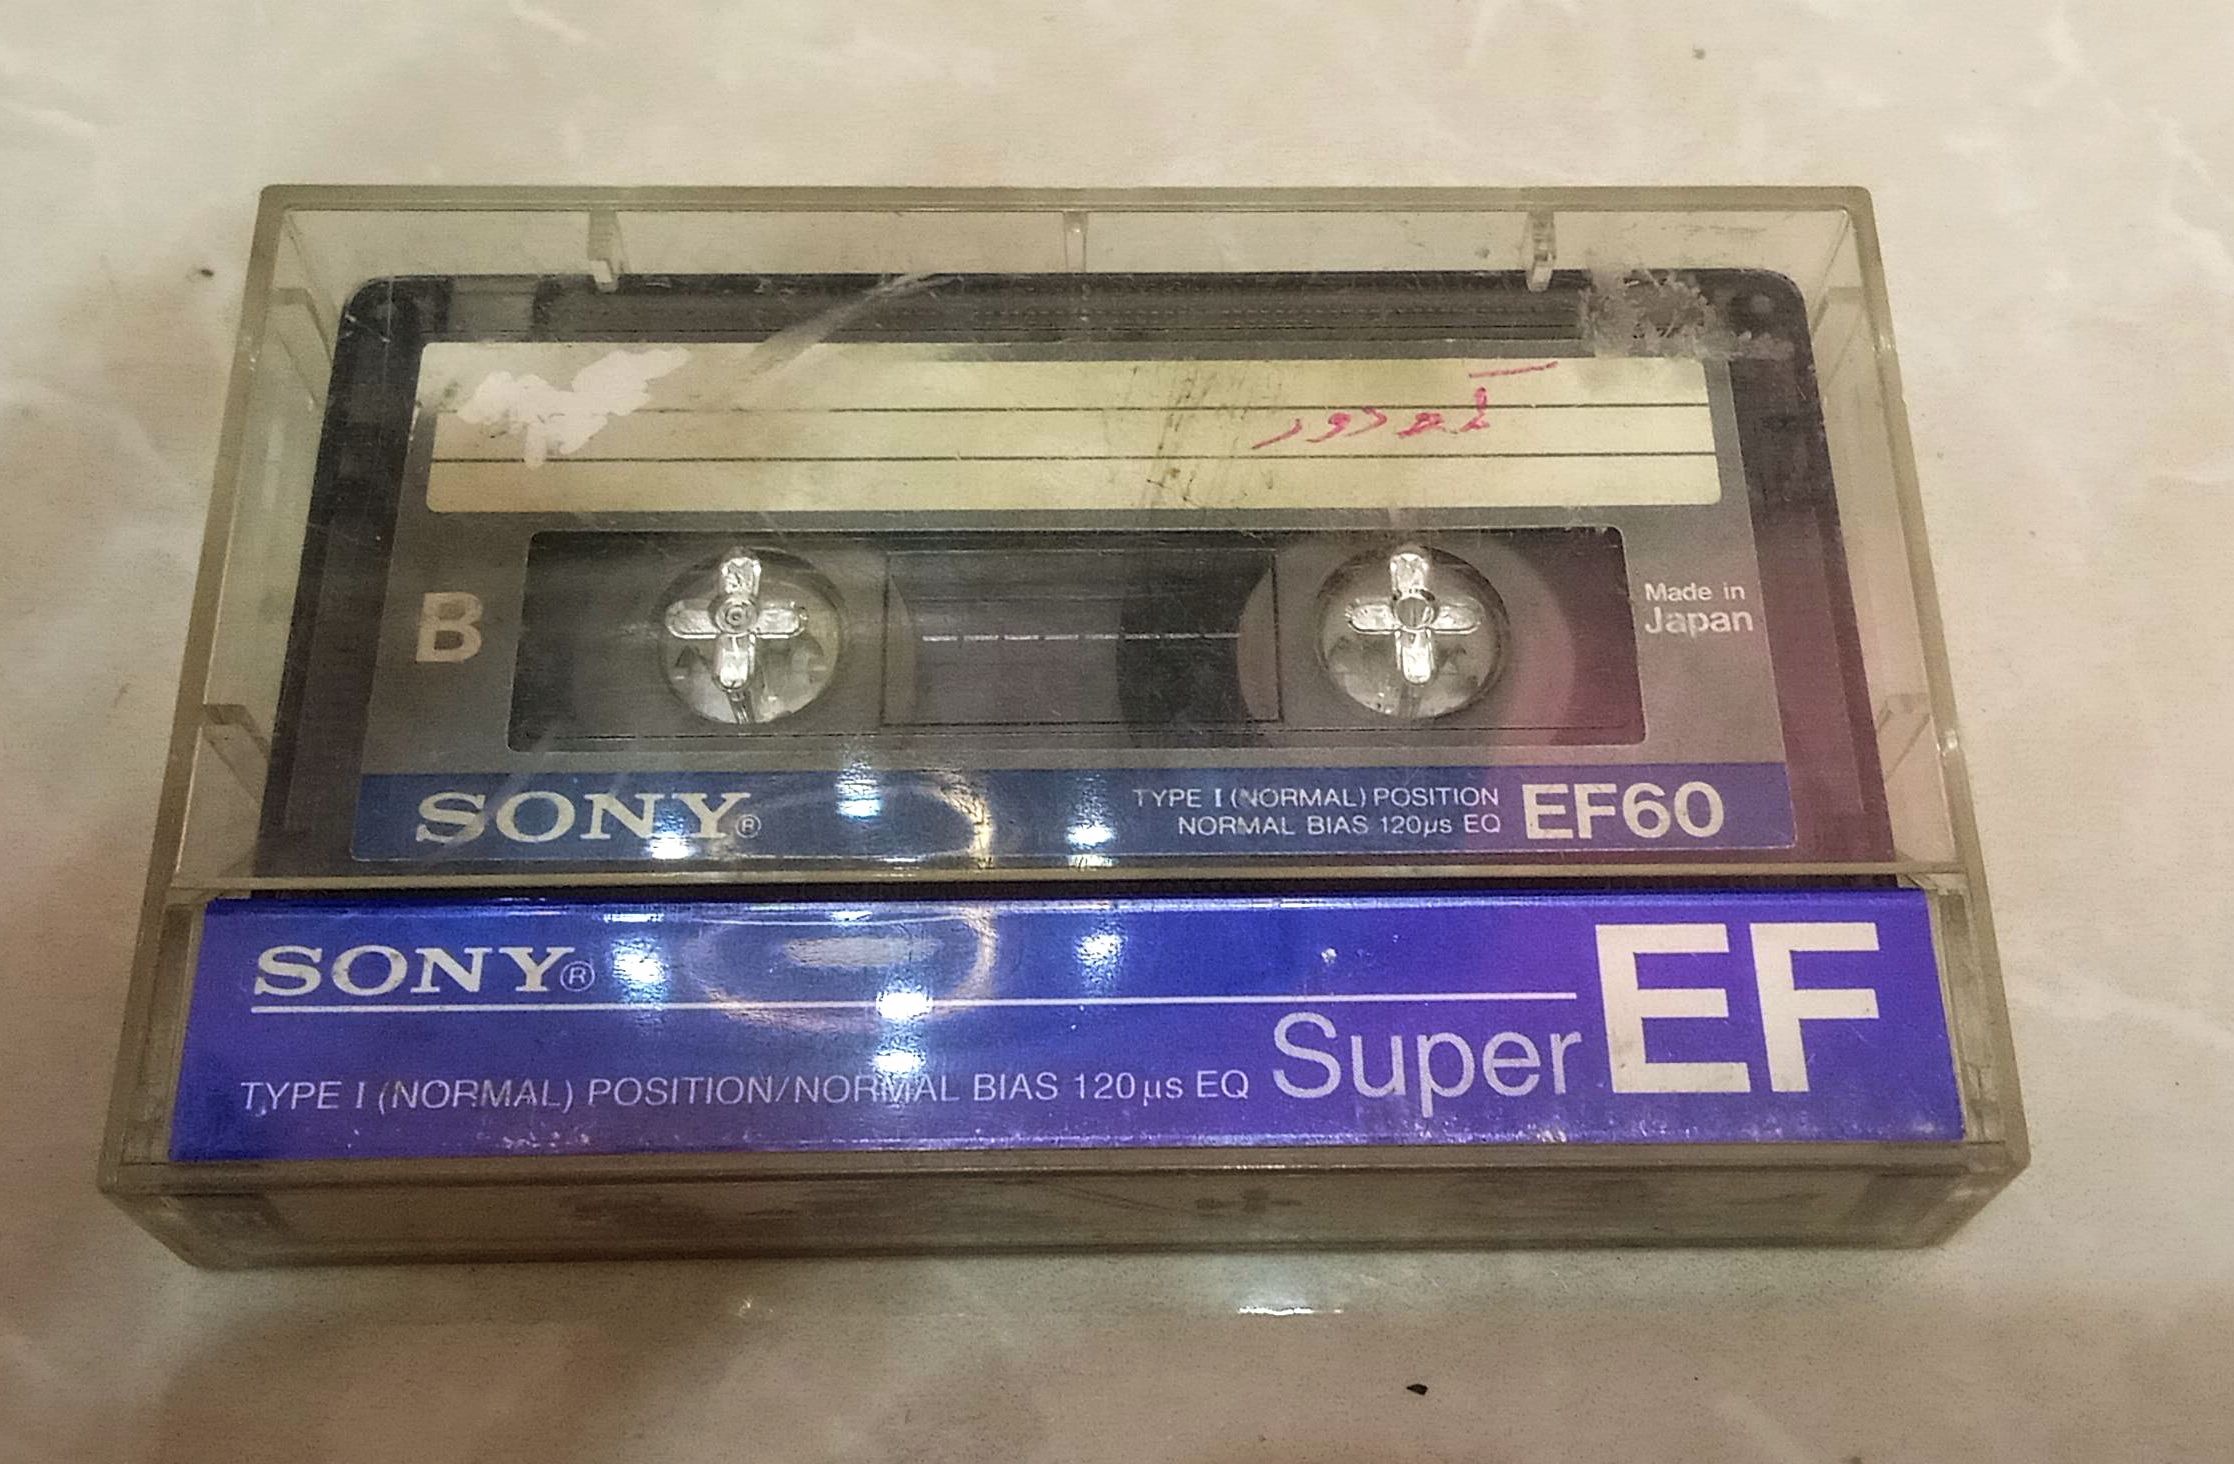 دور
B
Made in
Japan
SONY®
TYPE I (NORMAL) POSITION
NORMAL BIAS 120µs EQ
EF60
SONY®
Super EF
TYPE I (NORMAL) POSITION/NORMAL BIAS 120µs EQ